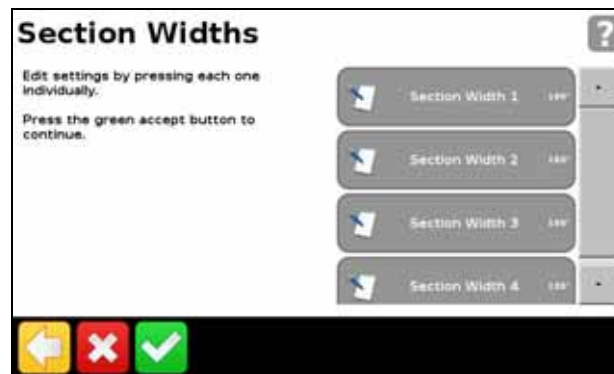 Section Widths
?
Edit settings by pressing each one
individually.
Press the green accept button to
continue.
Section Width 1
Section Width 2
Section Width 3
Section Width 4